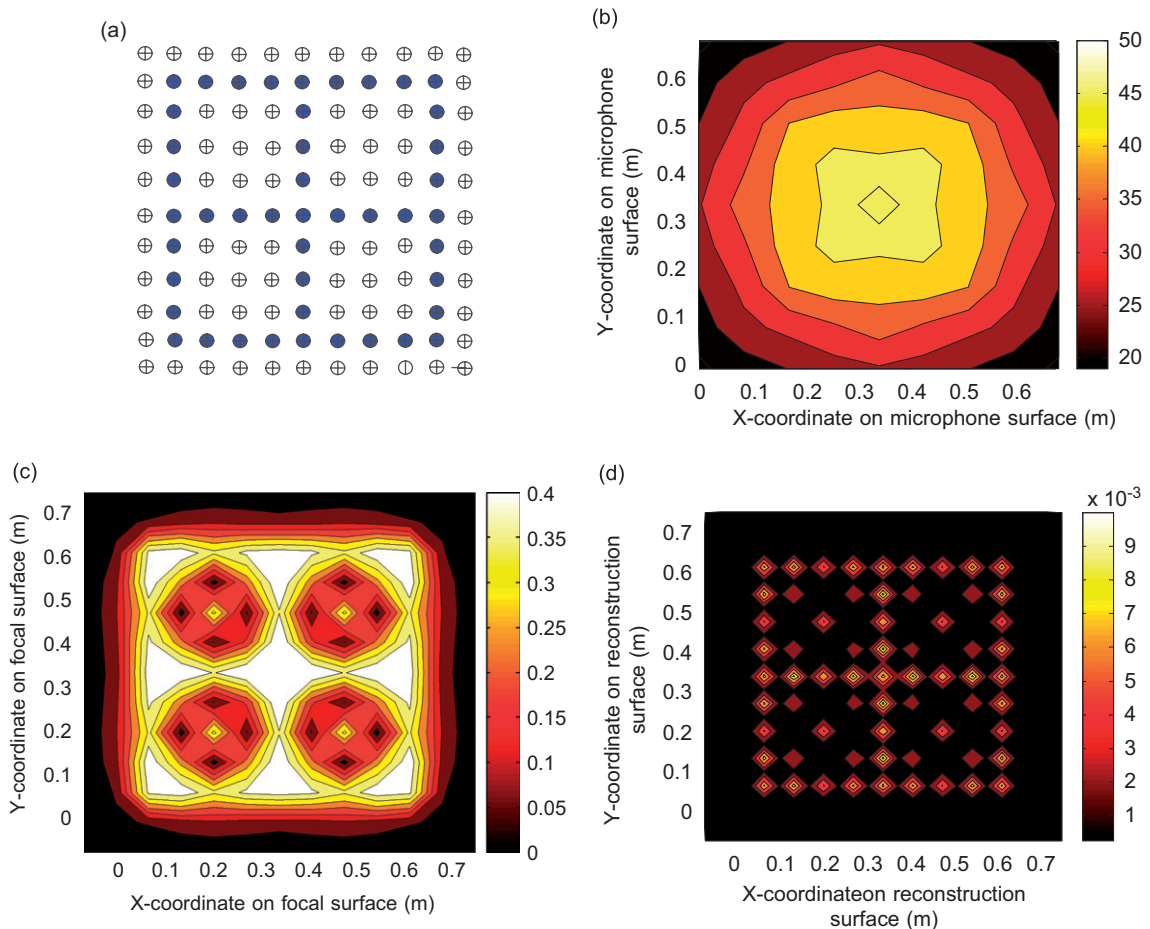 (a)
(b)
Y-coordinate on microphone
surface (m)
0.6
0.5
0.4
0.3
0.2
0.1
0
0 0.1 0.2 0.3 0.4 0.5 0.6
X-coordinate on microphone surface (m)
50
45
40
35
30
25
20
(c)
Y-coordinate on focal surface (m)
0.7
0.6
0.5
0.4
0.3
0.2
0.1
0
0 0.1 0.2 0.3 0.4 0.5 0.6 0.7
X-coordinate on focal surface (m)
0.4
0.35
0.3
0.25
0.2
0.15
0.1
0.05
0
(d)
Y-coordinate on reconstruction
surface (m)
0.7
0.6
0.5
0.4
0.3
0.2
0.1
0
0 0.1 0.2 0.3 0.4 0.5 0.6 0.7
X-coordinateon reconstruction
surface (m)
x 10⁻³
9
8
7
6
5
4
3
2
1